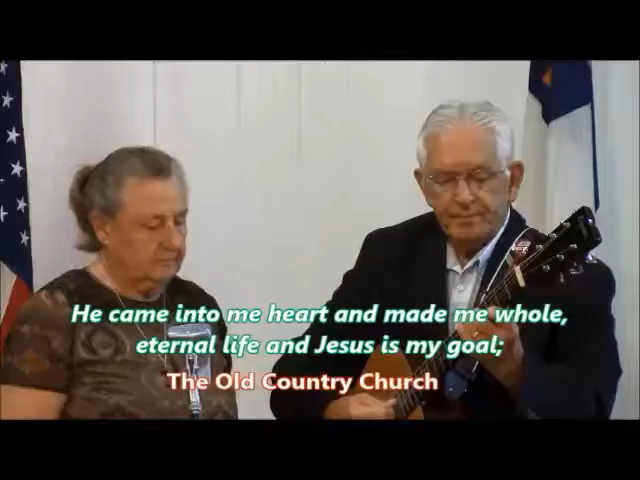 He came into me heart and made me whole,
eternal life and Jesus is my goal;
The Old Country Church